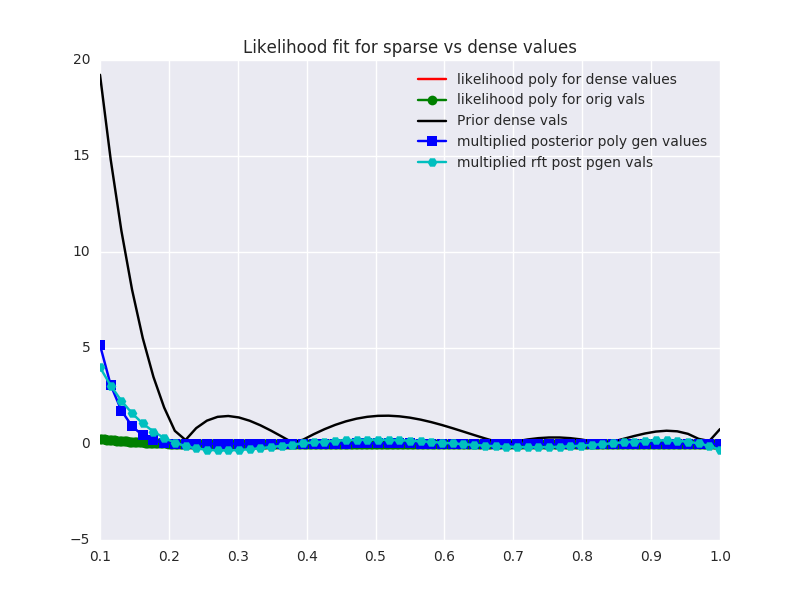 Likelihood fit for sparse vs dense values
likelihood poly for dense values
likelihood poly for orig vals
Prior dense vals
multiplied posterior poly gen values
multiplied rft post pgen vals
20
15
10
5
0
−5
0.1 0.2 0.3 0.4 0.5 0.6 0.7 0.8 0.9 1.0